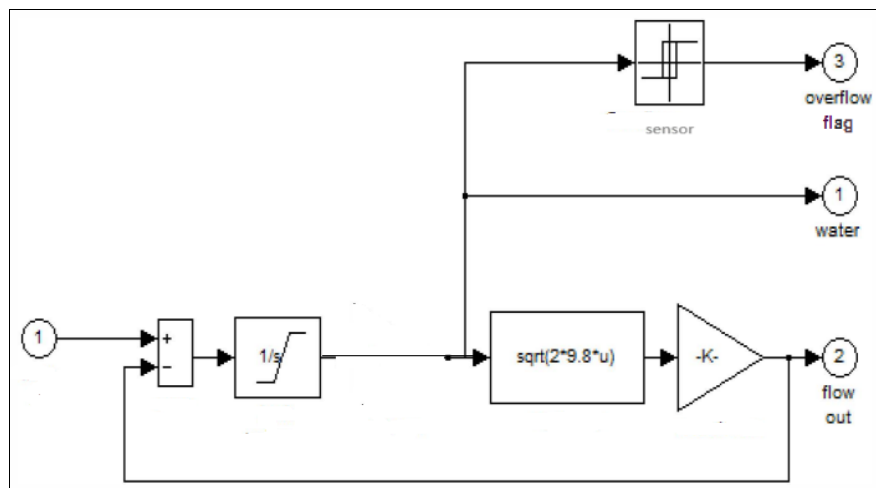 3
overflow
flag
sensor
1
water
1
+
−
1/s
sqrt(2*9.8*u)
-K-
2
flow
out